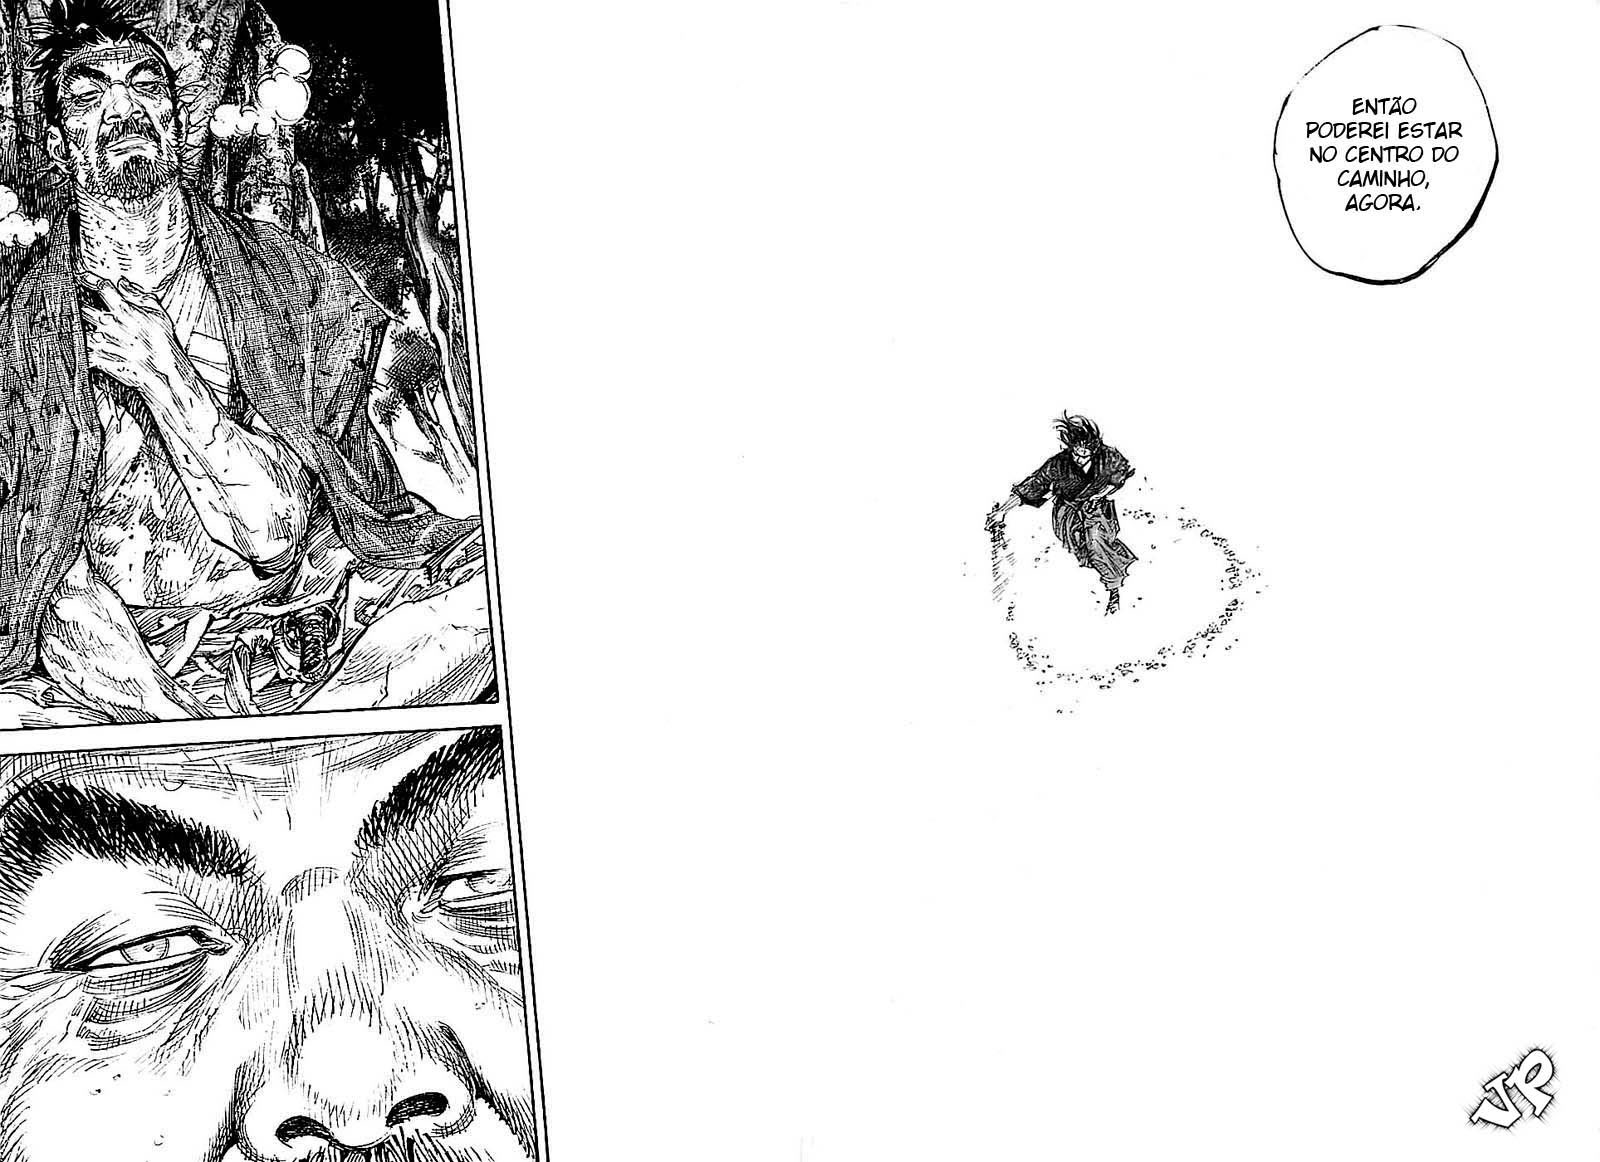 ENTÃO
PODEREI ESTAR
NO CENTRO DO
CAMINHO,
AGORA.
VP